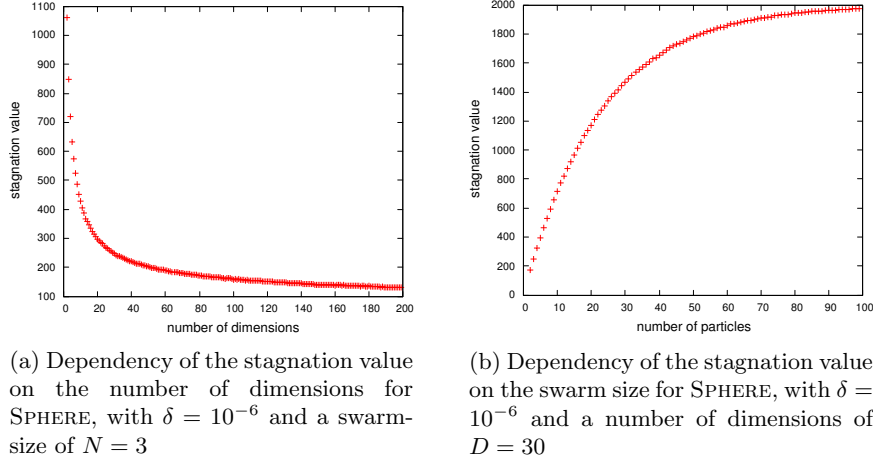 1100
1000
900
800
700
600
500
400
300
200
100
0 20 40 60 80 100 120 140 160 180 200
stagnation value
number of dimensions
2000
1800
1600
1400
1200
1000
800
600
400
200
0
0 10 20 30 40 50 60 70 80 90 100
stagnation value
number of particles
(a) Dependency of the stagnation value
on the number of dimensions for
SPHERE, with δ = 10⁻⁶ and a swarm-
size of N = 3
(b) Dependency of the stagnation value
on the swarm size for SPHERE, with δ =
10⁻⁶ and a number of dimensions of
D = 30